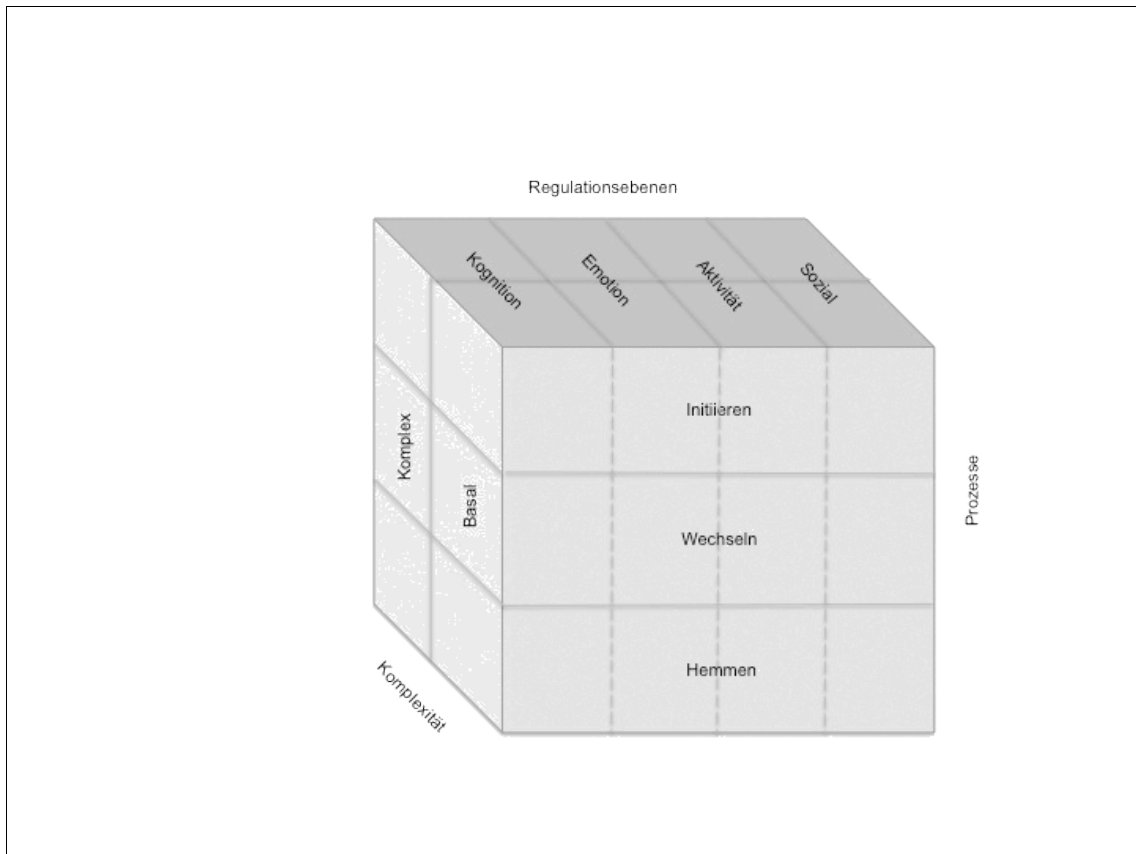 Regulationsebenen
Kognition
Emotion
Aktivität
Sozial
Initiieren
Komplex
Basal
Prozesse
Wechseln
Hemmen
Komplexität